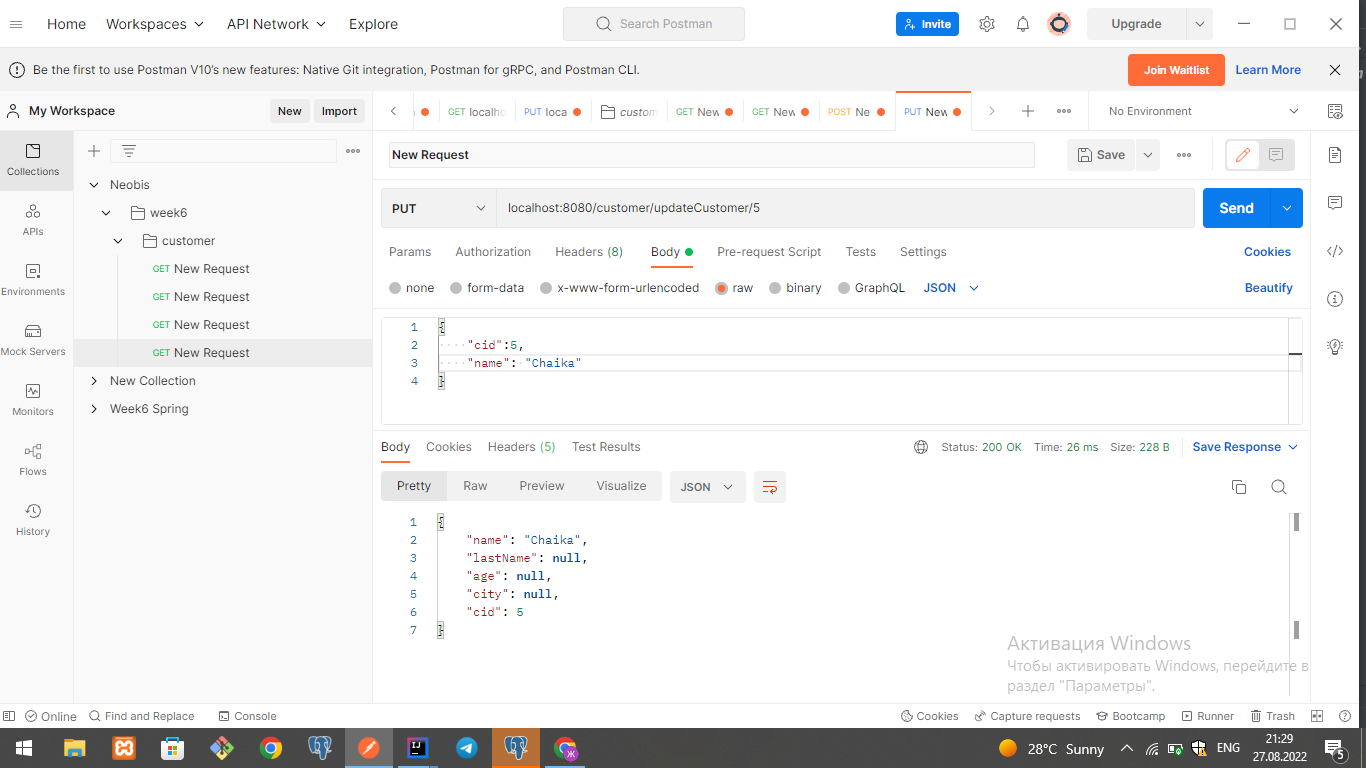 Home Workspaces API Network Explore Search Postman Invite Upgrade
Be the first to use Postman V10's new features: Native Git integration, Postman for gRPC, and Postman CLI. Join Waitlist Learn More
My Workspace New Import GET localho PUT loca custom GET New GET New POST Ne PUT New No Environment
Collections
APIs
Environments
Mock Servers
Monitors
Flows
History
Neobis
week6
customer
GET New Request
GET New Request
GET New Request
GET New Request
New Collection
Week6 Spring
New Request Save
PUT localhost:8080/customer/updateCustomer/5 Send
Params Authorization Headers (8) Body Pre-request Script Tests Settings Cookies
none form-data x-www-form-urlencoded raw binary GraphQL JSON Beautify
1 {
2 "cid":5,
3 "name": "Chaika"
4 }
Body Cookies Headers (5) Test Results Status: 200 OK Time: 26 ms Size: 228 B Save Response
Pretty Raw Preview Visualize JSON
1 {
2 "name": "Chaika",
3 "lastName": null,
4 "age": null,
5 "city": null,
6 "cid": 5
7 }
Активация Windows
Чтобы активировать Windows, перейдите в
раздел "Параметры".
Online Find and Replace Console Cookies Capture requests Bootcamp Runner Trash
28°C Sunny ENG 21:29
27.08.2022 5